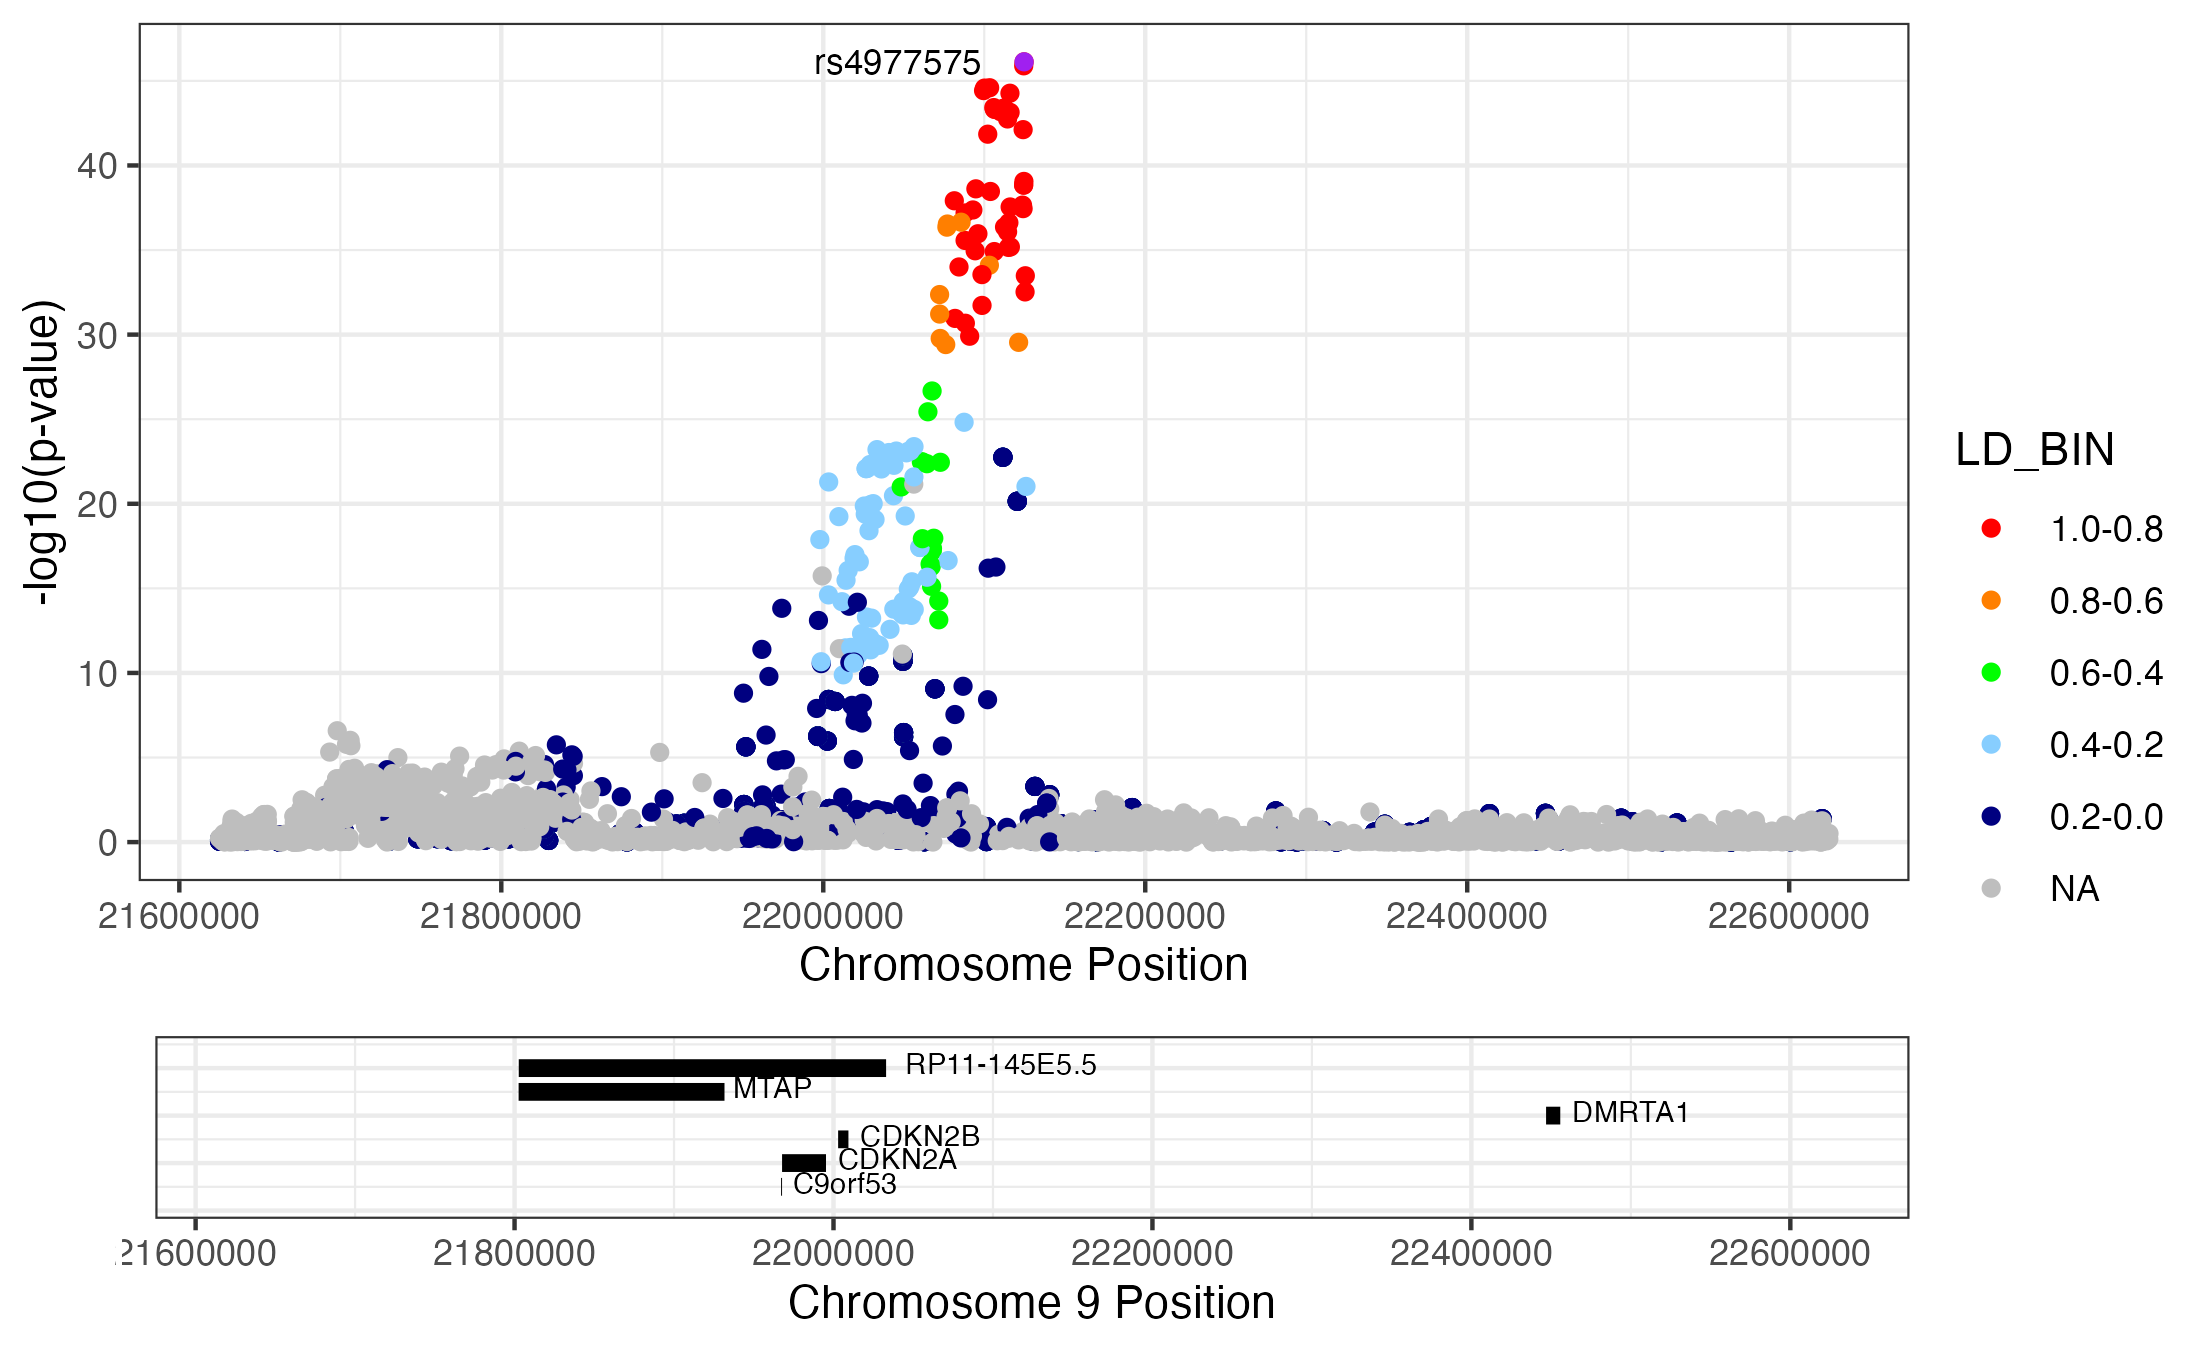 rs4977575
-log10(p-value)
40
30
20
10
0
21600000 21800000 22000000 22200000 22400000 22600000
Chromosome Position
LD_BIN
1.0-0.8
0.8-0.6
0.6-0.4
0.4-0.2
0.2-0.0
NA
RP11-145E5.5
MTAP
DMRTA1
CDKN2B
CDKN2A
C9orf53
21600000 21800000 22000000 22200000 22400000 22600000
Chromosome 9 Position